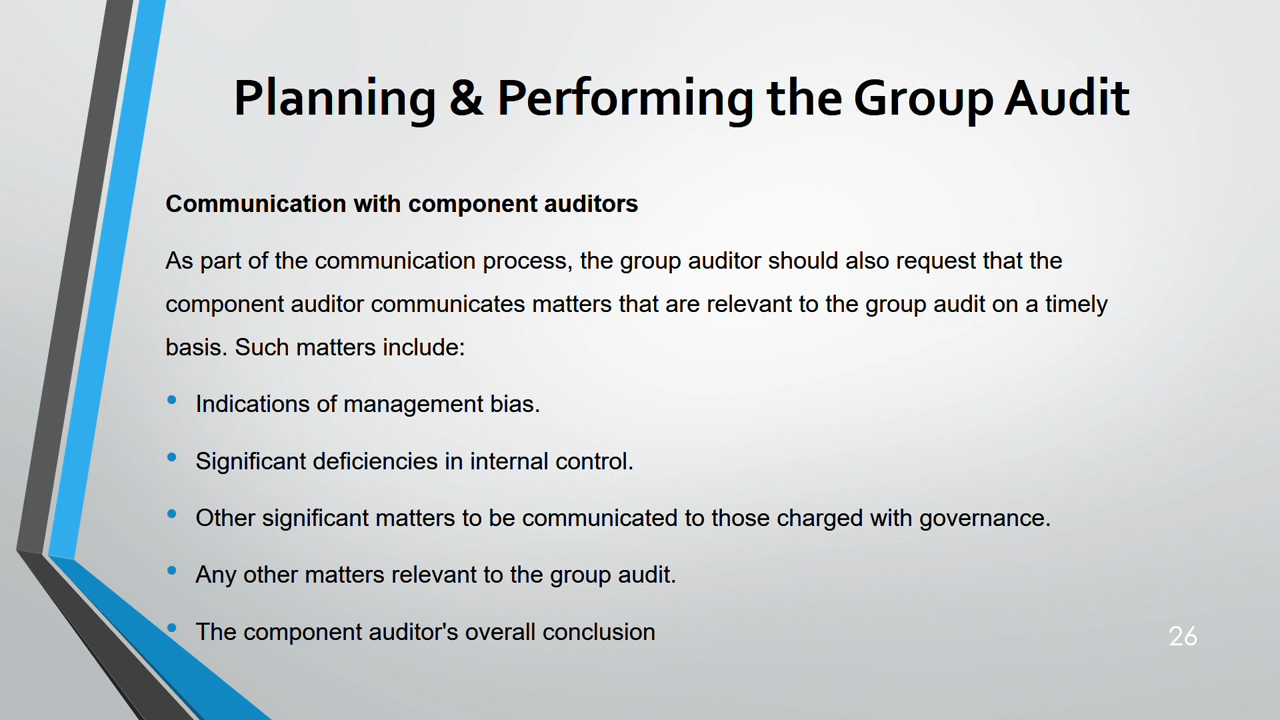 Planning & Performing the Group Audit
Communication with component auditors
As part of the communication process, the group auditor should also request that the
component auditor communicates matters that are relevant to the group audit on a timely
basis. Such matters include:
• Indications of management bias.
• Significant deficiencies in internal control.
• Other significant matters to be communicated to those charged with governance.
• Any other matters relevant to the group audit.
• The component auditor's overall conclusion
26